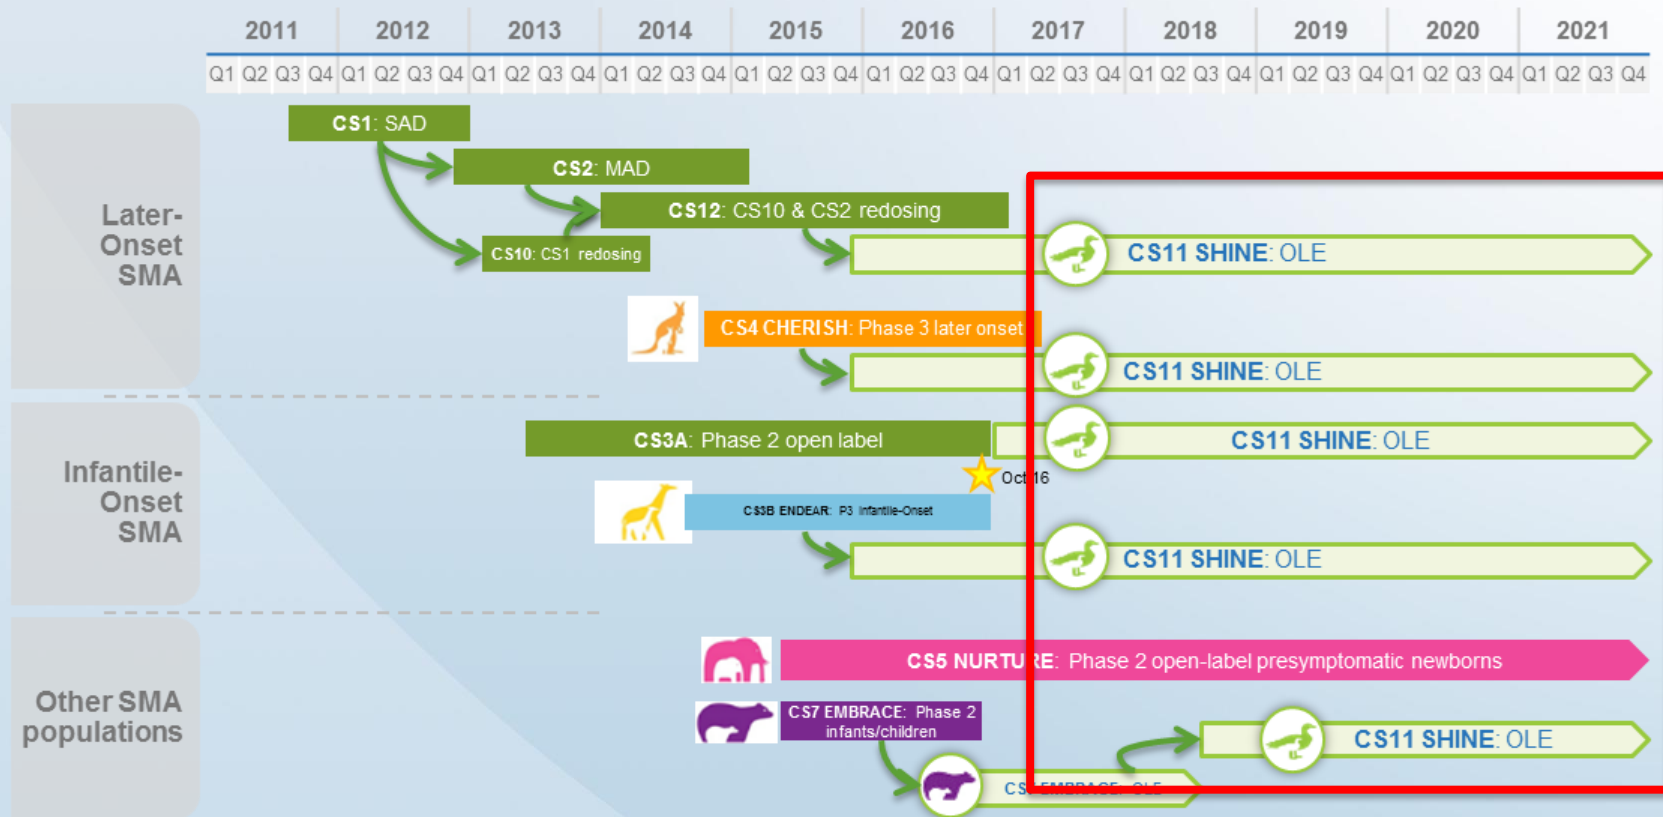 2011 2012 2013 2014 2015 2016 2017 2018 2019 2020 2021
Q1 Q2 Q3 Q4 Q1 Q2 Q3 Q4 Q1 Q2 Q3 Q4 Q1 Q2 Q3 Q4 Q1 Q2 Q3 Q4 Q1 Q2 Q3 Q4 Q1 Q2 Q3 Q4 Q1 Q2 Q3 Q4 Q1 Q2 Q3 Q4 Q1 Q2 Q3 Q4 Q1 Q2 Q3 Q4
Later-
Onset
SMA
CS1: SAD
CS2: MAD
CS12: CS10 & CS2 redosing
CS10: CS1 redosing
CS11 SHINE: OLE
CS4 CHERISH: Phase 3 later onset
CS11 SHINE: OLE
Infantile-
Onset
SMA
CS3A: Phase 2 open label
CS11 SHINE: OLE
Oct 16
CS3B ENDEAR: P3 Infantile-Onset
CS11 SHINE: OLE
Other SMA
populations
CS5 NURTURE: Phase 2 open-label presymptomatic newborns
CS7 EMBRACE: Phase 2
infants/children
CS11 SHINE: OLE
CS7 EMBRACE: OLE